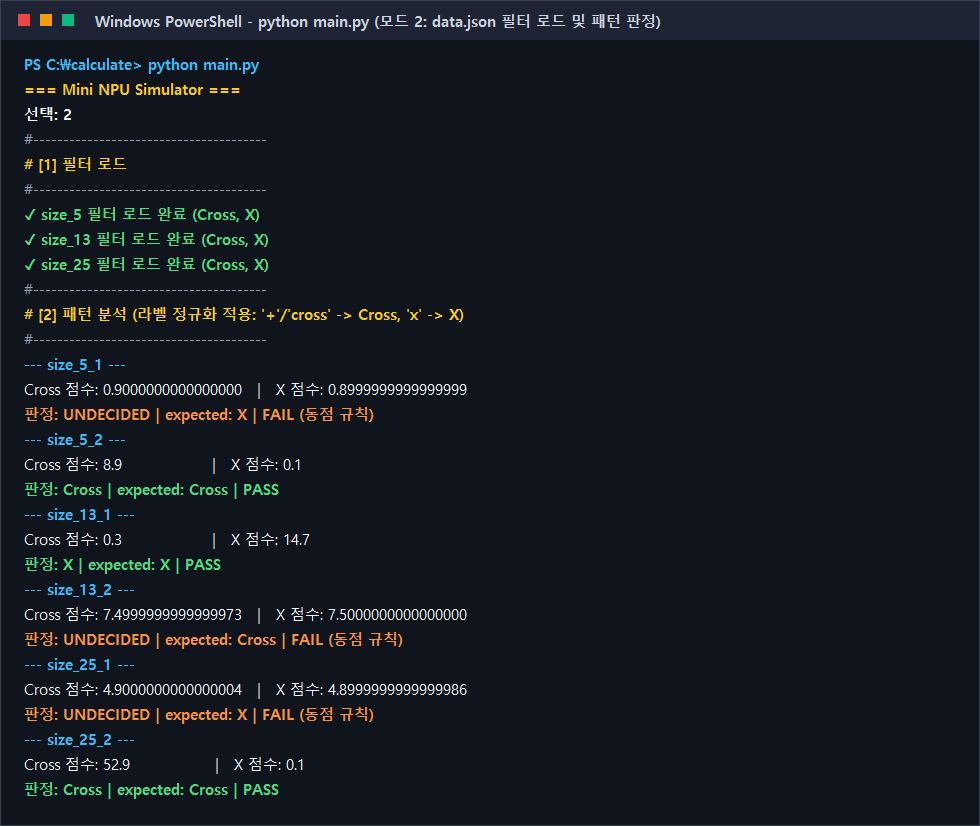 Windows PowerShell - python main.py (모드 2: data.json 필터 로드 및 패턴 판정)
PS C:₩calculate> python main.py
=== Mini NPU Simulator ===
선택: 2
#---------------------------------------
# [1] 필터 로드
#---------------------------------------
✓ size_5 필터 로드 완료 (Cross, X)
✓ size_13 필터 로드 완료 (Cross, X)
✓ size_25 필터 로드 완료 (Cross, X)
#---------------------------------------
# [2] 패턴 분석 (라벨 정규화 적용: '+'/'cross' -> Cross, 'x' -> X)
#---------------------------------------
--- size_5_1 ---
Cross 점수: 0.9000000000000000 | X 점수: 0.8999999999999999
판정: UNDECIDED | expected: X | FAIL (동점 규칙)
--- size_5_2 ---
Cross 점수: 8.9 | X 점수: 0.1
판정: Cross | expected: Cross | PASS
--- size_13_1 ---
Cross 점수: 0.3 | X 점수: 14.7
판정: X | expected: X | PASS
--- size_13_2 ---
Cross 점수: 7.4999999999999973 | X 점수: 7.5000000000000000
판정: UNDECIDED | expected: Cross | FAIL (동점 규칙)
--- size_25_1 ---
Cross 점수: 4.9000000000000004 | X 점수: 4.8999999999999986
판정: UNDECIDED | expected: X | FAIL (동점 규칙)
--- size_25_2 ---
Cross 점수: 52.9 | X 점수: 0.1
판정: Cross | expected: Cross | PASS